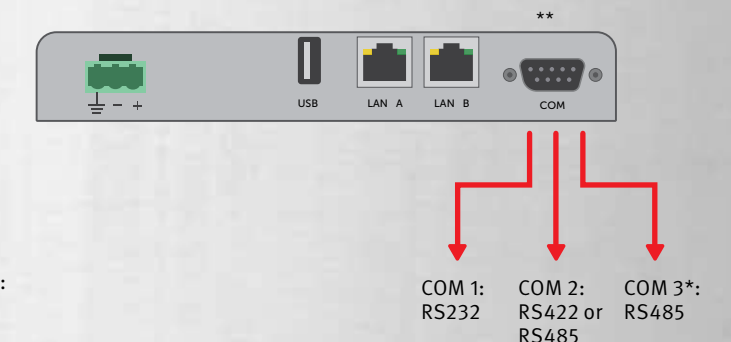 **
USB
LAN A
LAN B
COM
- +
:
COM 1:
RS232
COM 2:
RS422 or
RS485
COM 3*:
RS485